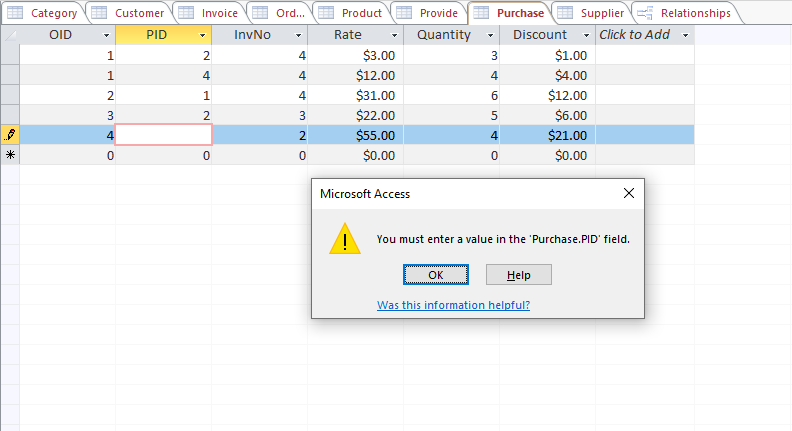 Category Customer Invoice Ord... Product Provide Purchase Supplier Relationships
OID PID InvNo Rate Quantity Discount Click to Add
1 2 4 $3.00 3 $1.00
1 4 4 $12.00 4 $4.00
2 1 4 $31.00 6 $12.00
3 2 3 $22.00 5 $6.00
4 2 $55.00 4 $21.00
0 0 0 $0.00 0 $0.00
Microsoft Access
You must enter a value in the 'Purchase.PID' field.
OK Help
Was this information helpful?